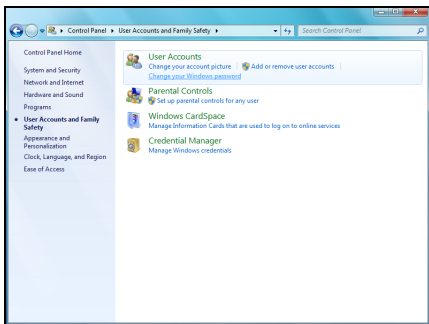 Control Panel ▸ User Accounts and Family Safety ▸
Search Control Panel
Control Panel Home
System and Security
Network and Internet
Hardware and Sound
Programs
User Accounts and Family
Safety
Appearance and
Personalization
Clock, Language, and Region
Ease of Access
User Accounts
Change your account picture | Add or remove user accounts |
Change your Windows password
Parental Controls
Set up parental controls for any user
Windows CardSpace
Manage Information Cards that are used to log on to online services
Credential Manager
Manage Windows credentials